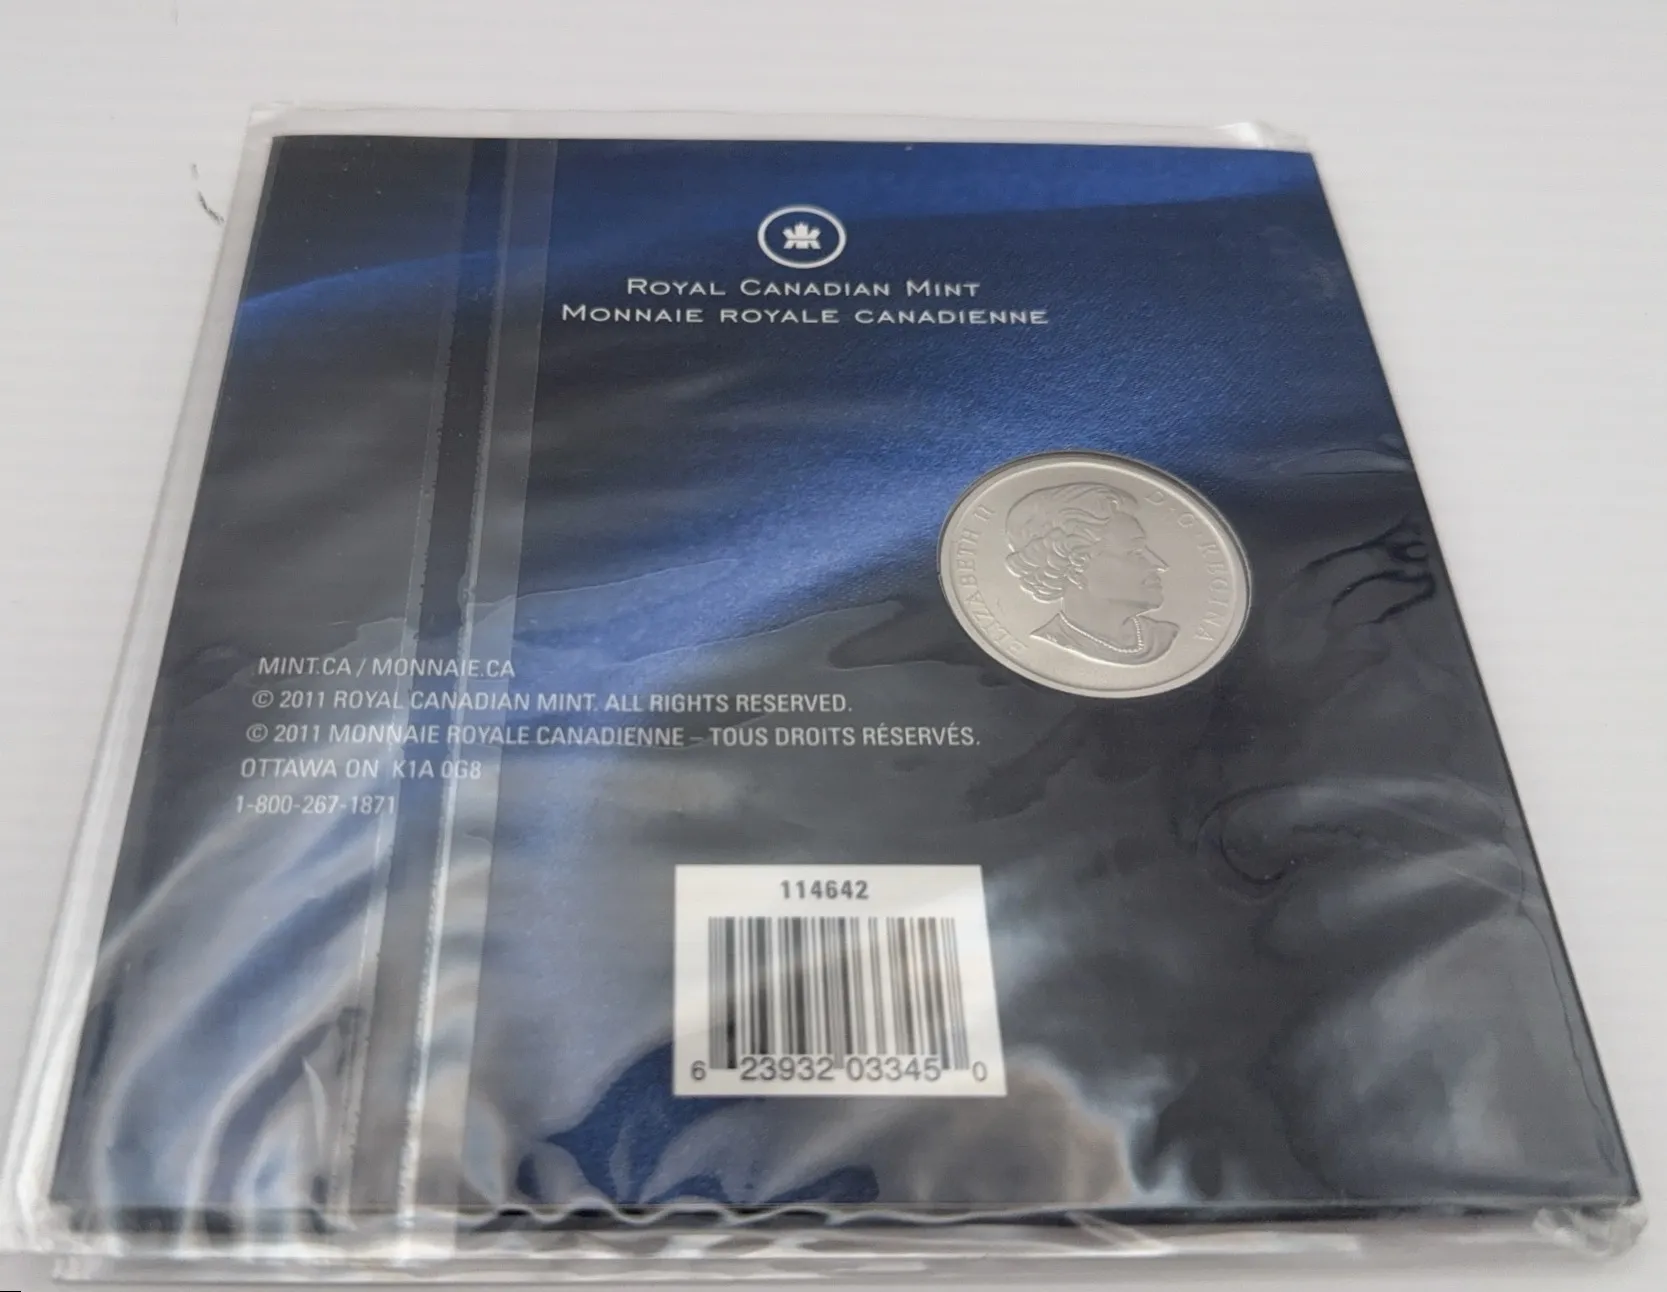 ROYAL CANADIAN MINT
MONNAIE ROYALE CANADIENNE
ELIZABETH II D·G·REGINA
MINT.CA / MONNAIE.CA
© 2011 ROYAL CANADIAN MINT. ALL RIGHTS RESERVED.
© 2011 MONNAIE ROYALE CANADIENNE – TOUS DROITS RÉSERVÉS.
OTTAWA ON K1A 0G8
1-800-267-1871
114642
6 23932 03345 0